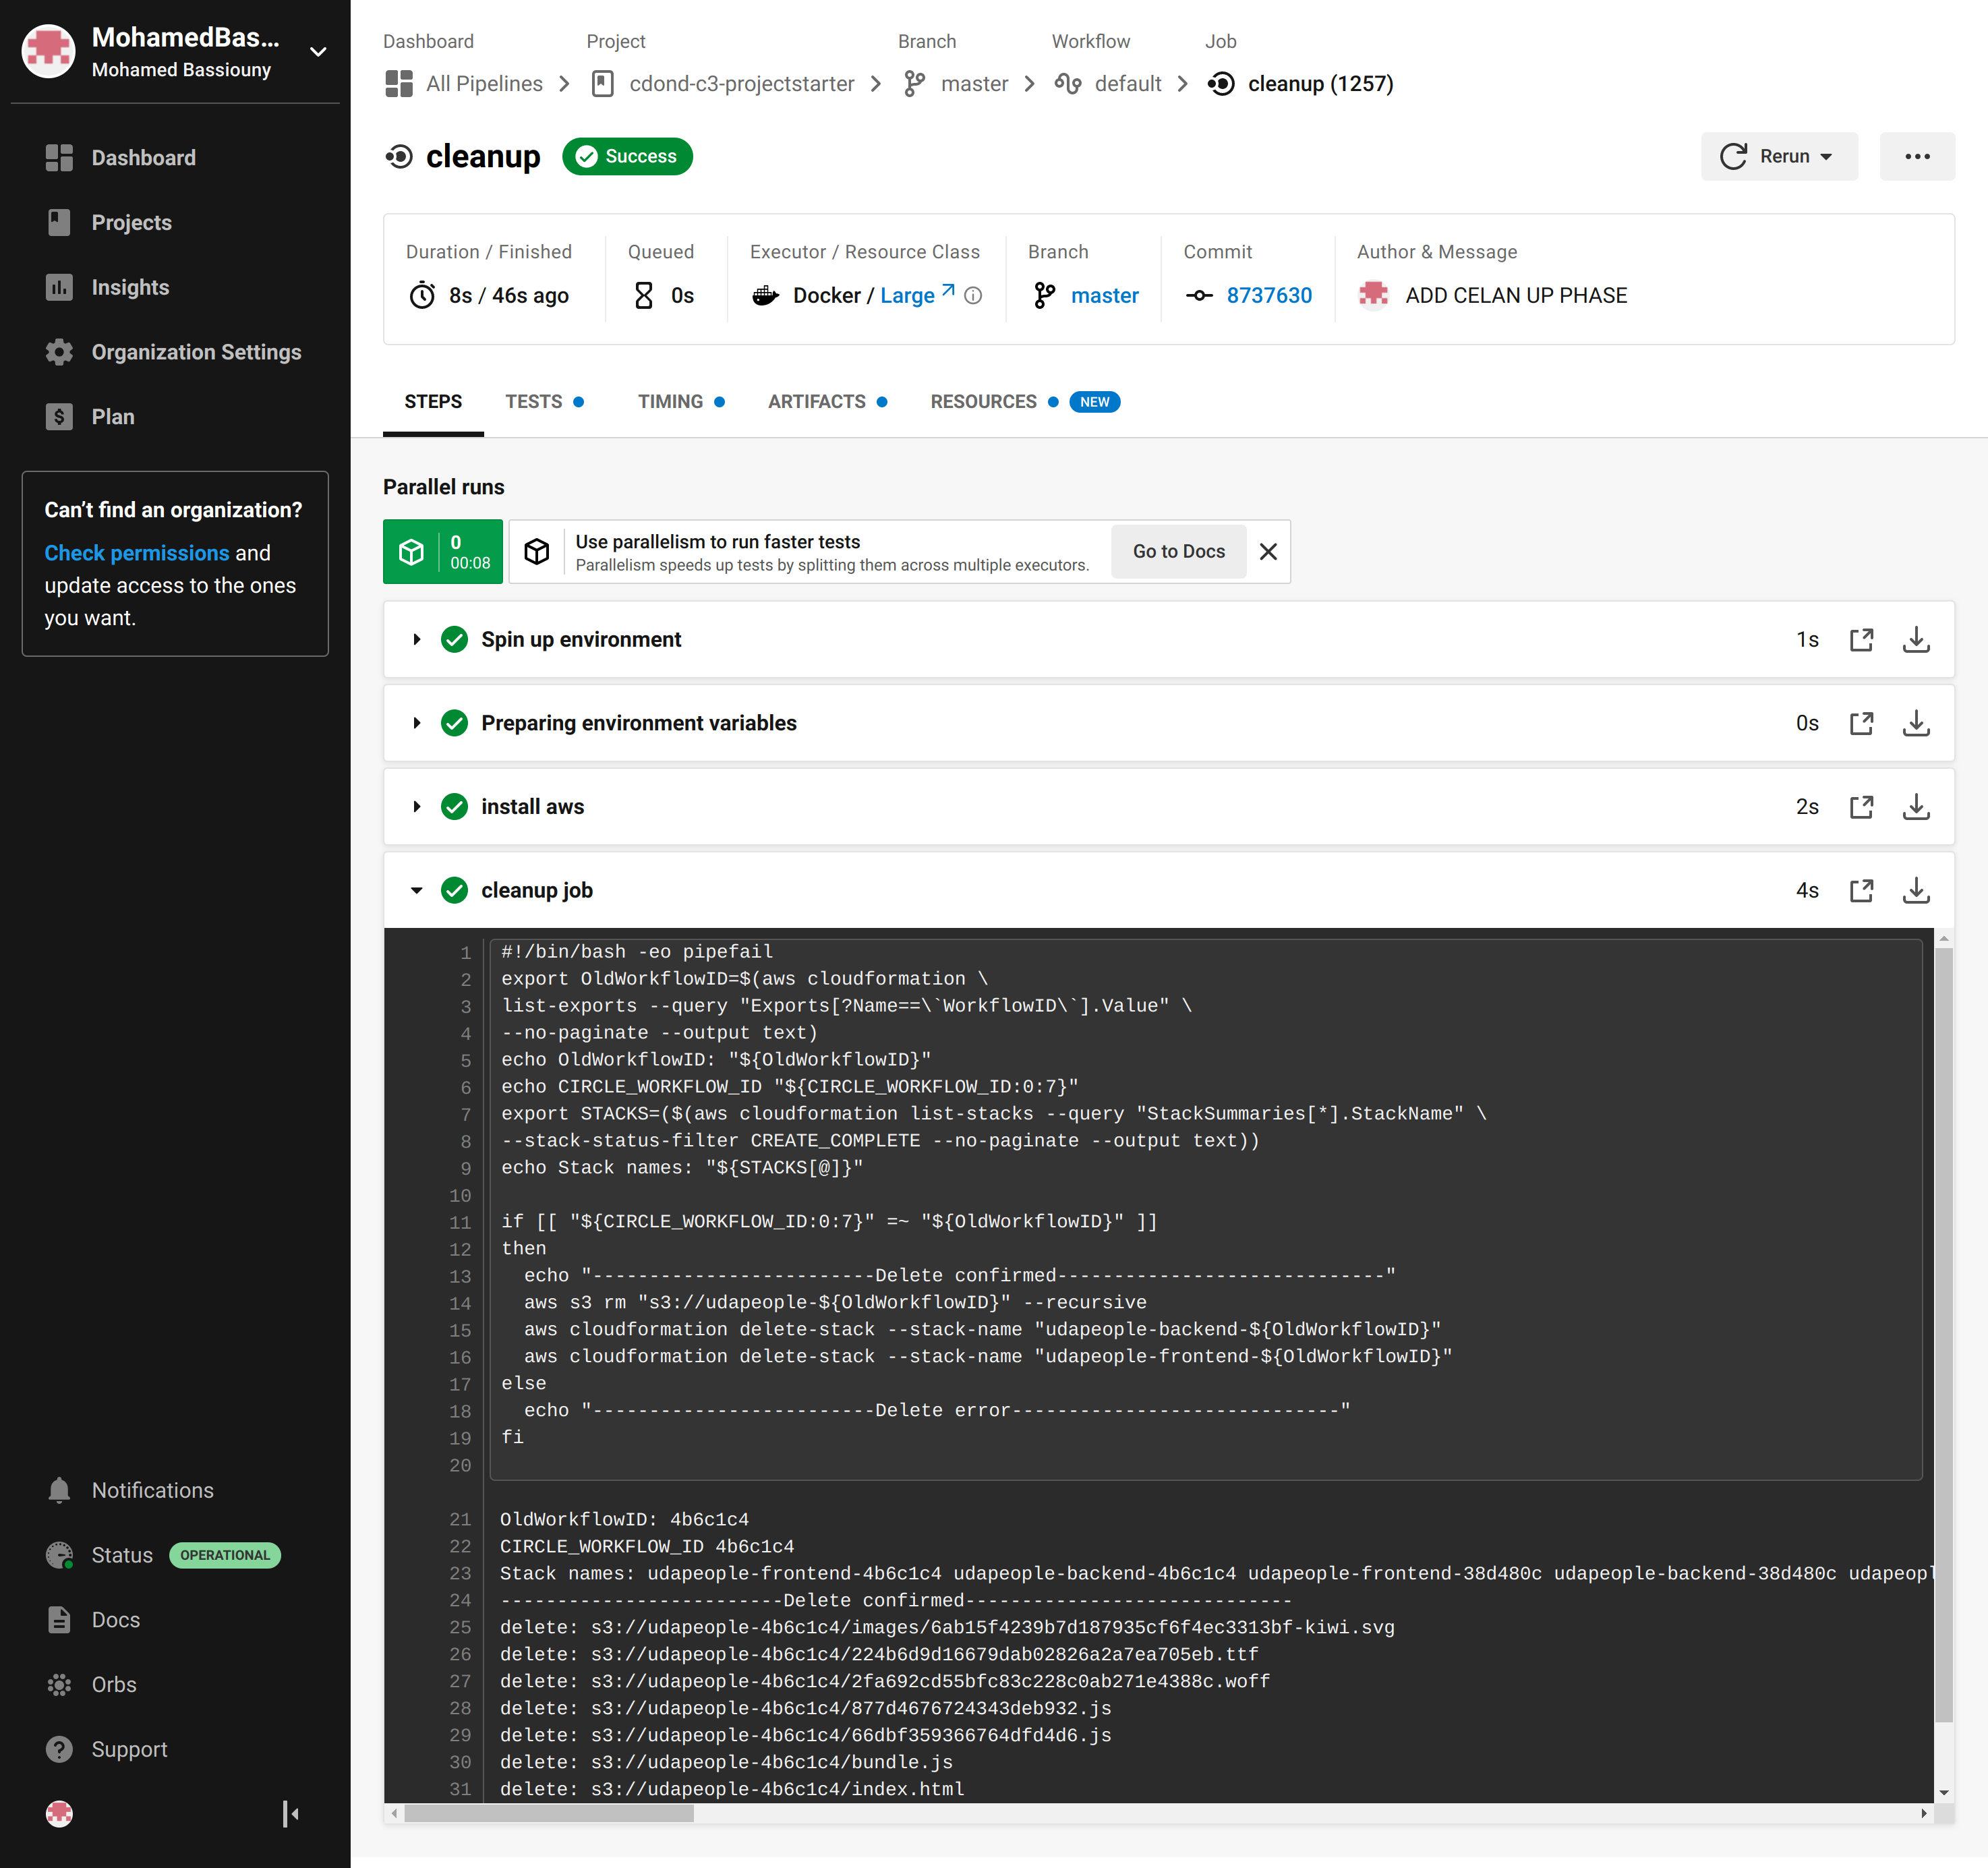 MohamedBas...
Mohamed Bassiouny
Dashboard
Projects
Insights
Organization Settings
Plan
Can't find an organization?
Check permissions and
update access to the ones
you want.
Notifications
Status OPERATIONAL
Docs
Orbs
Support
Dashboard Project Branch Workflow Job
All Pipelines cdond-c3-projectstarter master default cleanup (1257)
cleanup Success Rerun
Duration / Finished Queued Executor / Resource Class Branch Commit Author & Message
8s / 46s ago 0s Docker / Large master 8737630 ADD CELAN UP PHASE
STEPS TESTS TIMING ARTIFACTS RESOURCES NEW
Parallel runs
0
00:08
Use parallelism to run faster tests
Parallelism speeds up tests by splitting them across multiple executors.
Go to Docs
Spin up environment 1s
Preparing environment variables 0s
install aws 2s
cleanup job 4s
1 #!/bin/bash -eo pipefail
2 export OldWorkflowID=$(aws cloudformation \
3 list-exports --query "Exports[?Name==\`WorkflowID\`].Value" \
4 --no-paginate --output text)
5 echo OldWorkflowID: "${OldWorkflowID}"
6 echo CIRCLE_WORKFLOW_ID "${CIRCLE_WORKFLOW_ID:0:7}"
7 export STACKS=($(aws cloudformation list-stacks --query "StackSummaries[*].StackName" \
8 --stack-status-filter CREATE_COMPLETE --no-paginate --output text))
9 echo Stack names: "${STACKS[@]}"
10
11 if [[ "${CIRCLE_WORKFLOW_ID:0:7}" =~ "${OldWorkflowID}" ]]
12 then
13 echo "-------------------------Delete confirmed-----------------------------"
14 aws s3 rm "s3://udapeople-${OldWorkflowID}" --recursive
15 aws cloudformation delete-stack --stack-name "udapeople-backend-${OldWorkflowID}"
16 aws cloudformation delete-stack --stack-name "udapeople-frontend-${OldWorkflowID}"
17 else
18 echo "-------------------------Delete error-----------------------------"
19 fi
20
21 OldWorkflowID: 4b6c1c4
22 CIRCLE_WORKFLOW_ID 4b6c1c4
23 Stack names: udapeople-frontend-4b6c1c4 udapeople-backend-4b6c1c4 udapeople-frontend-38d480c udapeople-backend-38d480c udapeopl
24 -------------------------Delete confirmed-----------------------------
25 delete: s3://udapeople-4b6c1c4/images/6ab15f4239b7d187935cf6f4ec3313bf-kiwi.svg
26 delete: s3://udapeople-4b6c1c4/224b6d9d16679dab02826a2a7ea705eb.ttf
27 delete: s3://udapeople-4b6c1c4/2fa692cd55bfc83c228c0ab271e4388c.woff
28 delete: s3://udapeople-4b6c1c4/877d4676724343deb932.js
29 delete: s3://udapeople-4b6c1c4/66dbf359366764dfd4d6.js
30 delete: s3://udapeople-4b6c1c4/bundle.js
31 delete: s3://udapeople-4b6c1c4/index.html